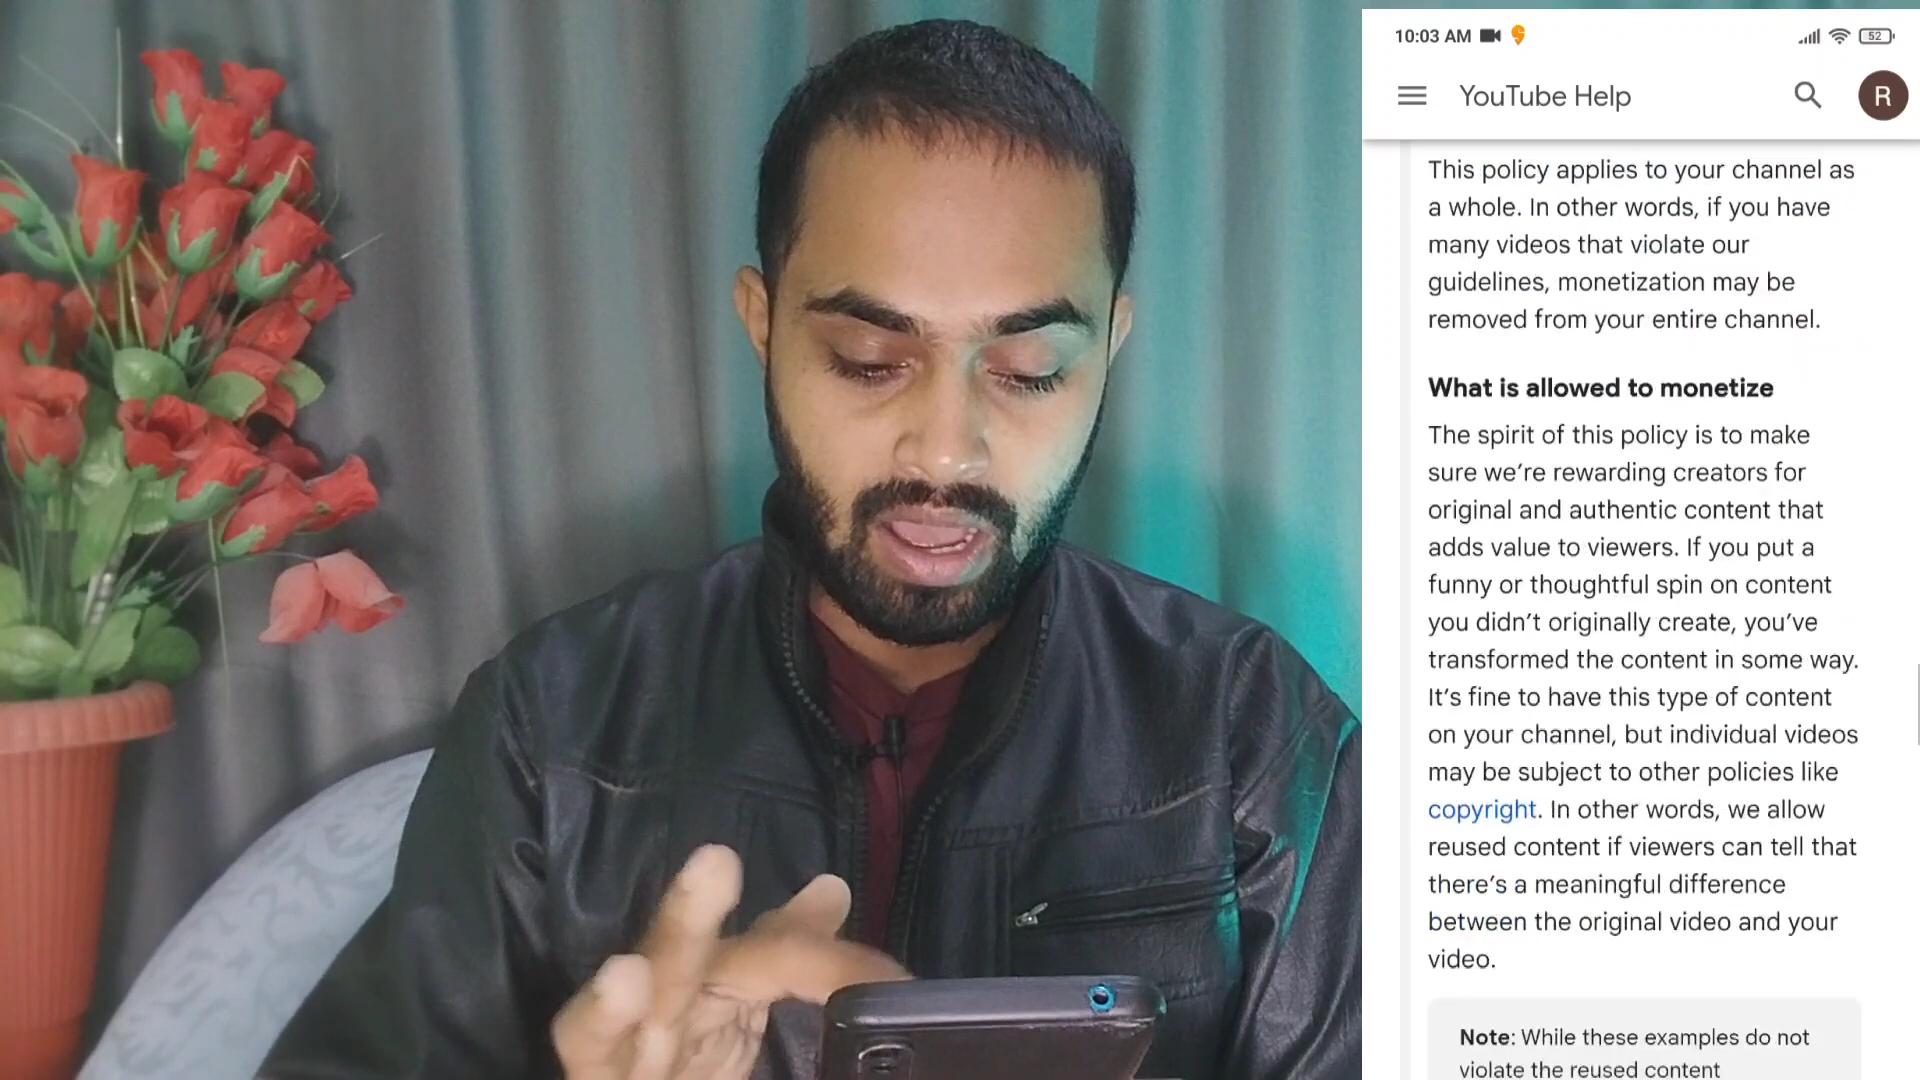 10:03 AM
52
YouTube Help
R
This policy applies to your channel as
a whole. In other words, if you have
many videos that violate our
guidelines, monetization may be
removed from your entire channel.
What is allowed to monetize
The spirit of this policy is to make
sure we’re rewarding creators for
original and authentic content that
adds value to viewers. If you put a
funny or thoughtful spin on content
you didn’t originally create, you’ve
transformed the content in some way.
It’s fine to have this type of content
on your channel, but individual videos
may be subject to other policies like
copyright. In other words, we allow
reused content if viewers can tell that
there’s a meaningful difference
between the original video and your
video.
Note: While these examples do not
violate the reused content